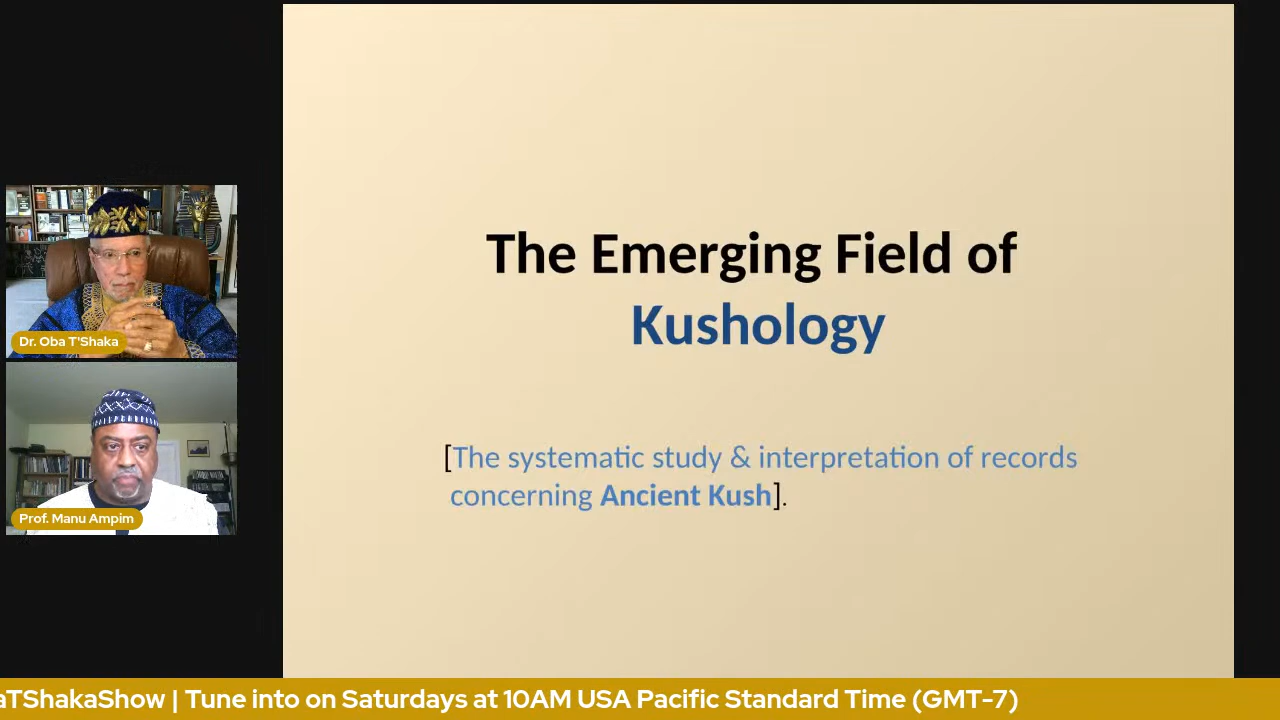 The Emerging Field of
Kushology
[The systematic study & interpretation of records
concerning Ancient Kush].
Dr. Oba T'Shaka
Prof. Manu Ampim
aTShakaShow | Tune into on Saturdays at 10AM USA Pacific Standard Time (GMT-7)